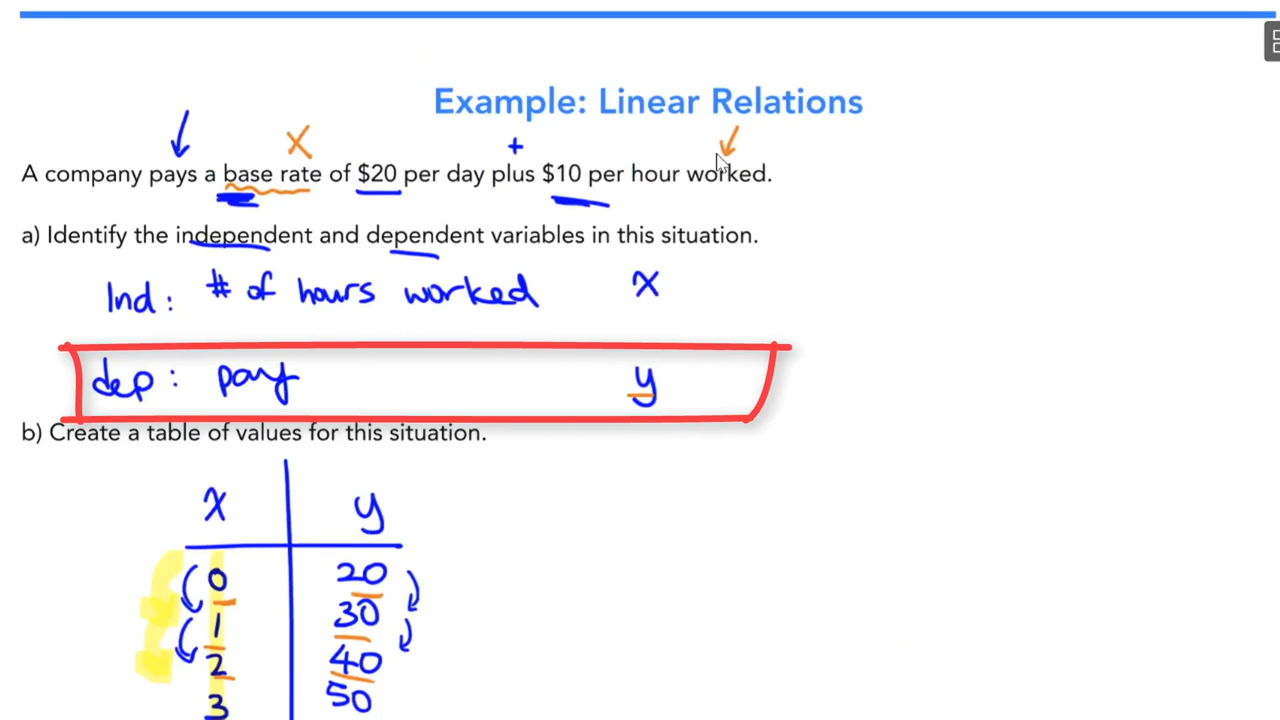 Example: Linear Relations
X
+
A company pays a base rate of $20 per day plus $10 per hour worked.
a) Identify the independent and dependent variables in this situation.
Ind: # of hours worked x
dep: pay y
b) Create a table of values for this situation.
x y
0 20
1 30
2 40
3 50